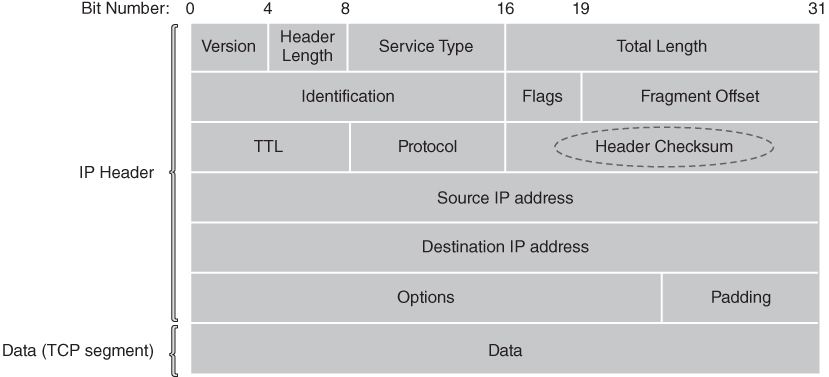 Bit Number: 0 4 8 16 19 31
Version Header Length Service Type Total Length
Identification Flags Fragment Offset
IP Header TTL Protocol Header Checksum
Source IP address
Destination IP address
Options Padding
Data (TCP segment) Data